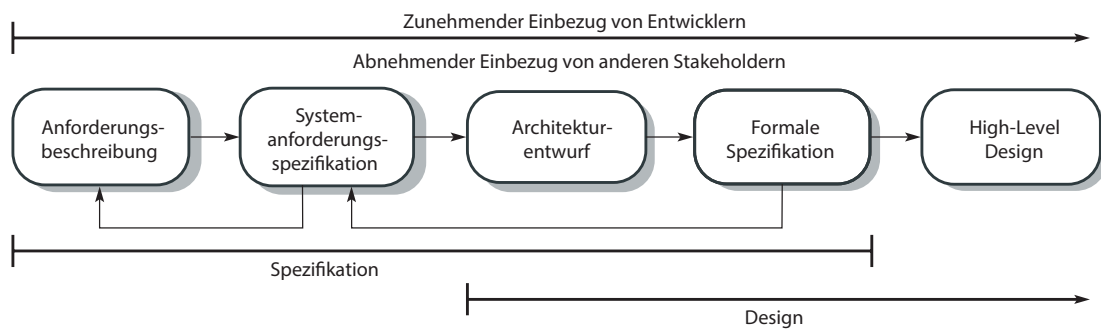 Zunehmender Einbezug von Entwicklern
Abnehmender Einbezug von anderen Stakeholdern
Anforderungs-
beschreibung
System-
anforderungs-
spezifikation
Architektur-
entwurf
Formale
Spezifikation
High-Level
Design
Spezifikation
Design